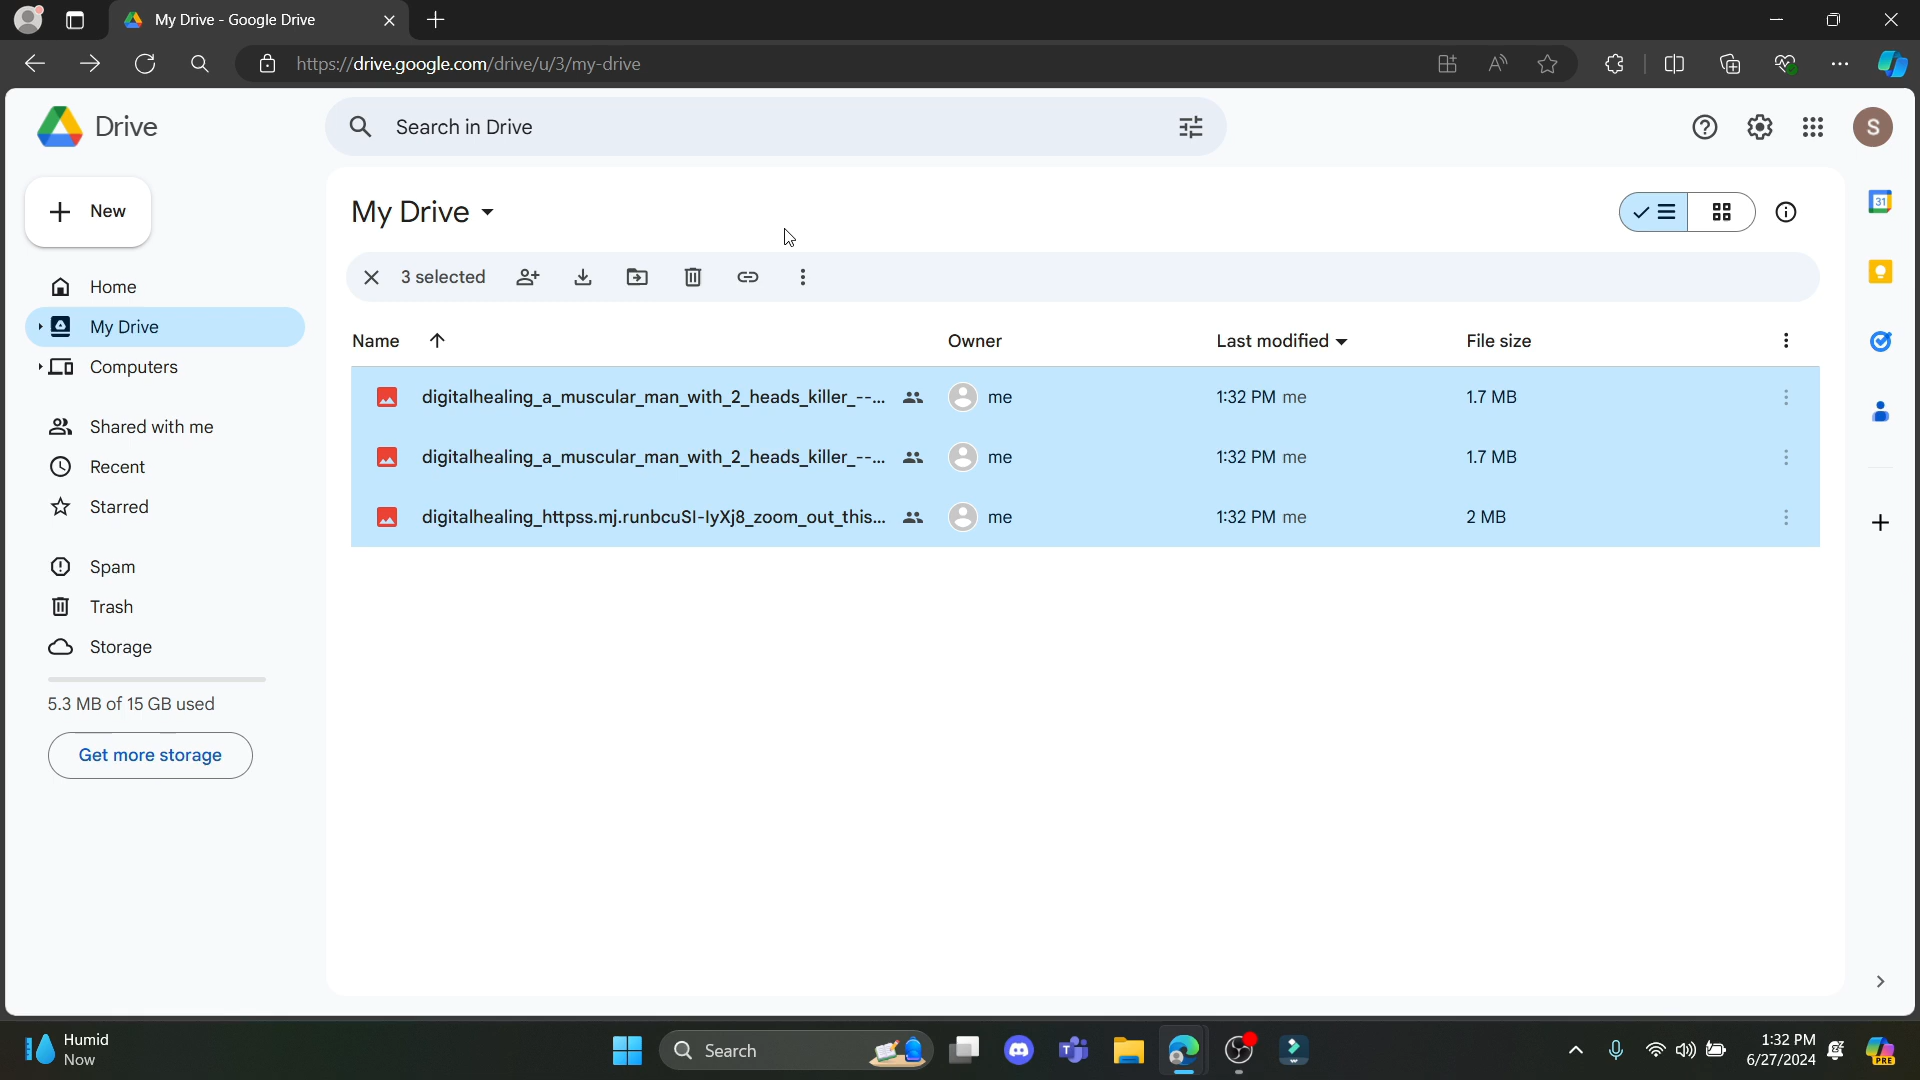 My Drive - Google Drive
https://drive.google.com/drive/u/3/my-drive
Drive
Search in Drive
S
New
My Drive
31
3 selected
Home
My Drive
Computers
Name
Owner
Last modified
File size
digitalhealing_a_muscular_man_with_2_heads_killer_--...
me
1:32 PM me
1.7 MB
digitalhealing_a_muscular_man_with_2_heads_killer_--...
me
1:32 PM me
1.7 MB
digitalhealing_httpss.mj.runbcuSI-lyXj8_zoom_out_this...
me
1:32 PM me
2 MB
Shared with me
Recent
Starred
Spam
Trash
Storage
5.3 MB of 15 GB used
Get more storage
Humid
Now
Search
1:32 PM
6/27/2024
PRE